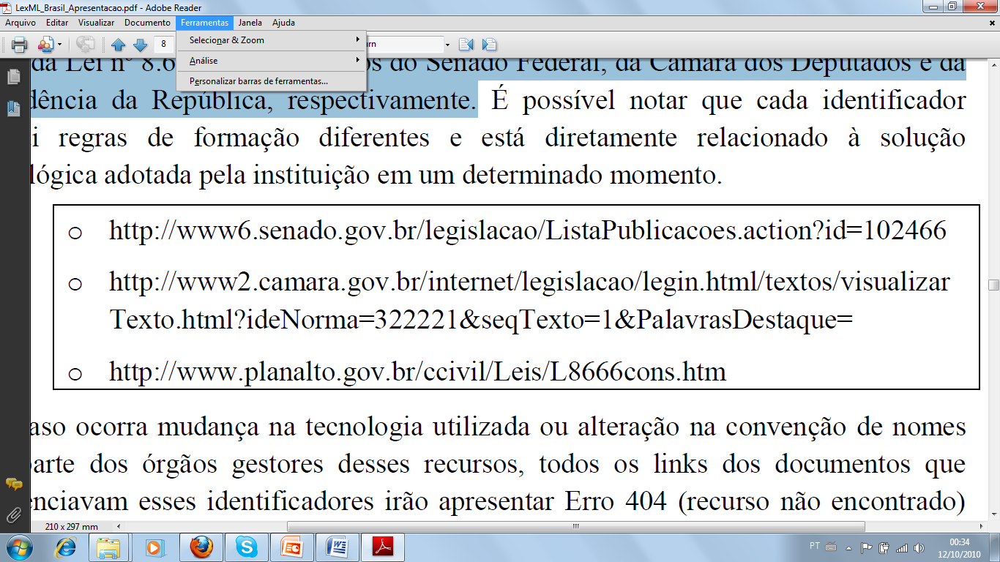 LexML_Brasil_Apresentacao.pdf - Adobe Reader
Arquivo Editar Visualizar Documento Ferramentas Janela Ajuda
8
Selecionar & Zoom
Análise
Personalizar barras de ferramentas...
da Lei nº 8.6 do Senado Federal, da Câmara dos Deputados e da
dência da República, respectivamente. É possível notar que cada identificador
i regras de formação diferentes e está diretamente relacionado à solução
lógica adotada pela instituição em um determinado momento.
o http://www6.senado.gov.br/legislacao/ListaPublicacoes.action?id=102466
o http://www2.camara.gov.br/internet/legislacao/legin.html/textos/visualizar
Texto.html?ideNorma=322221&seqTexto=1&PalavrasDestaque=
o http://www.planalto.gov.br/ccivil/Leis/L8666cons.htm
aso ocorra mudança na tecnologia utilizada ou alteração na convenção de nomes
parte dos órgãos gestores desses recursos, todos os links dos documentos que
enciavam esses identificadores irão apresentar Erro 404 (recurso não encontrado)
210 x 297 mm
PT
00:34
12/10/2010